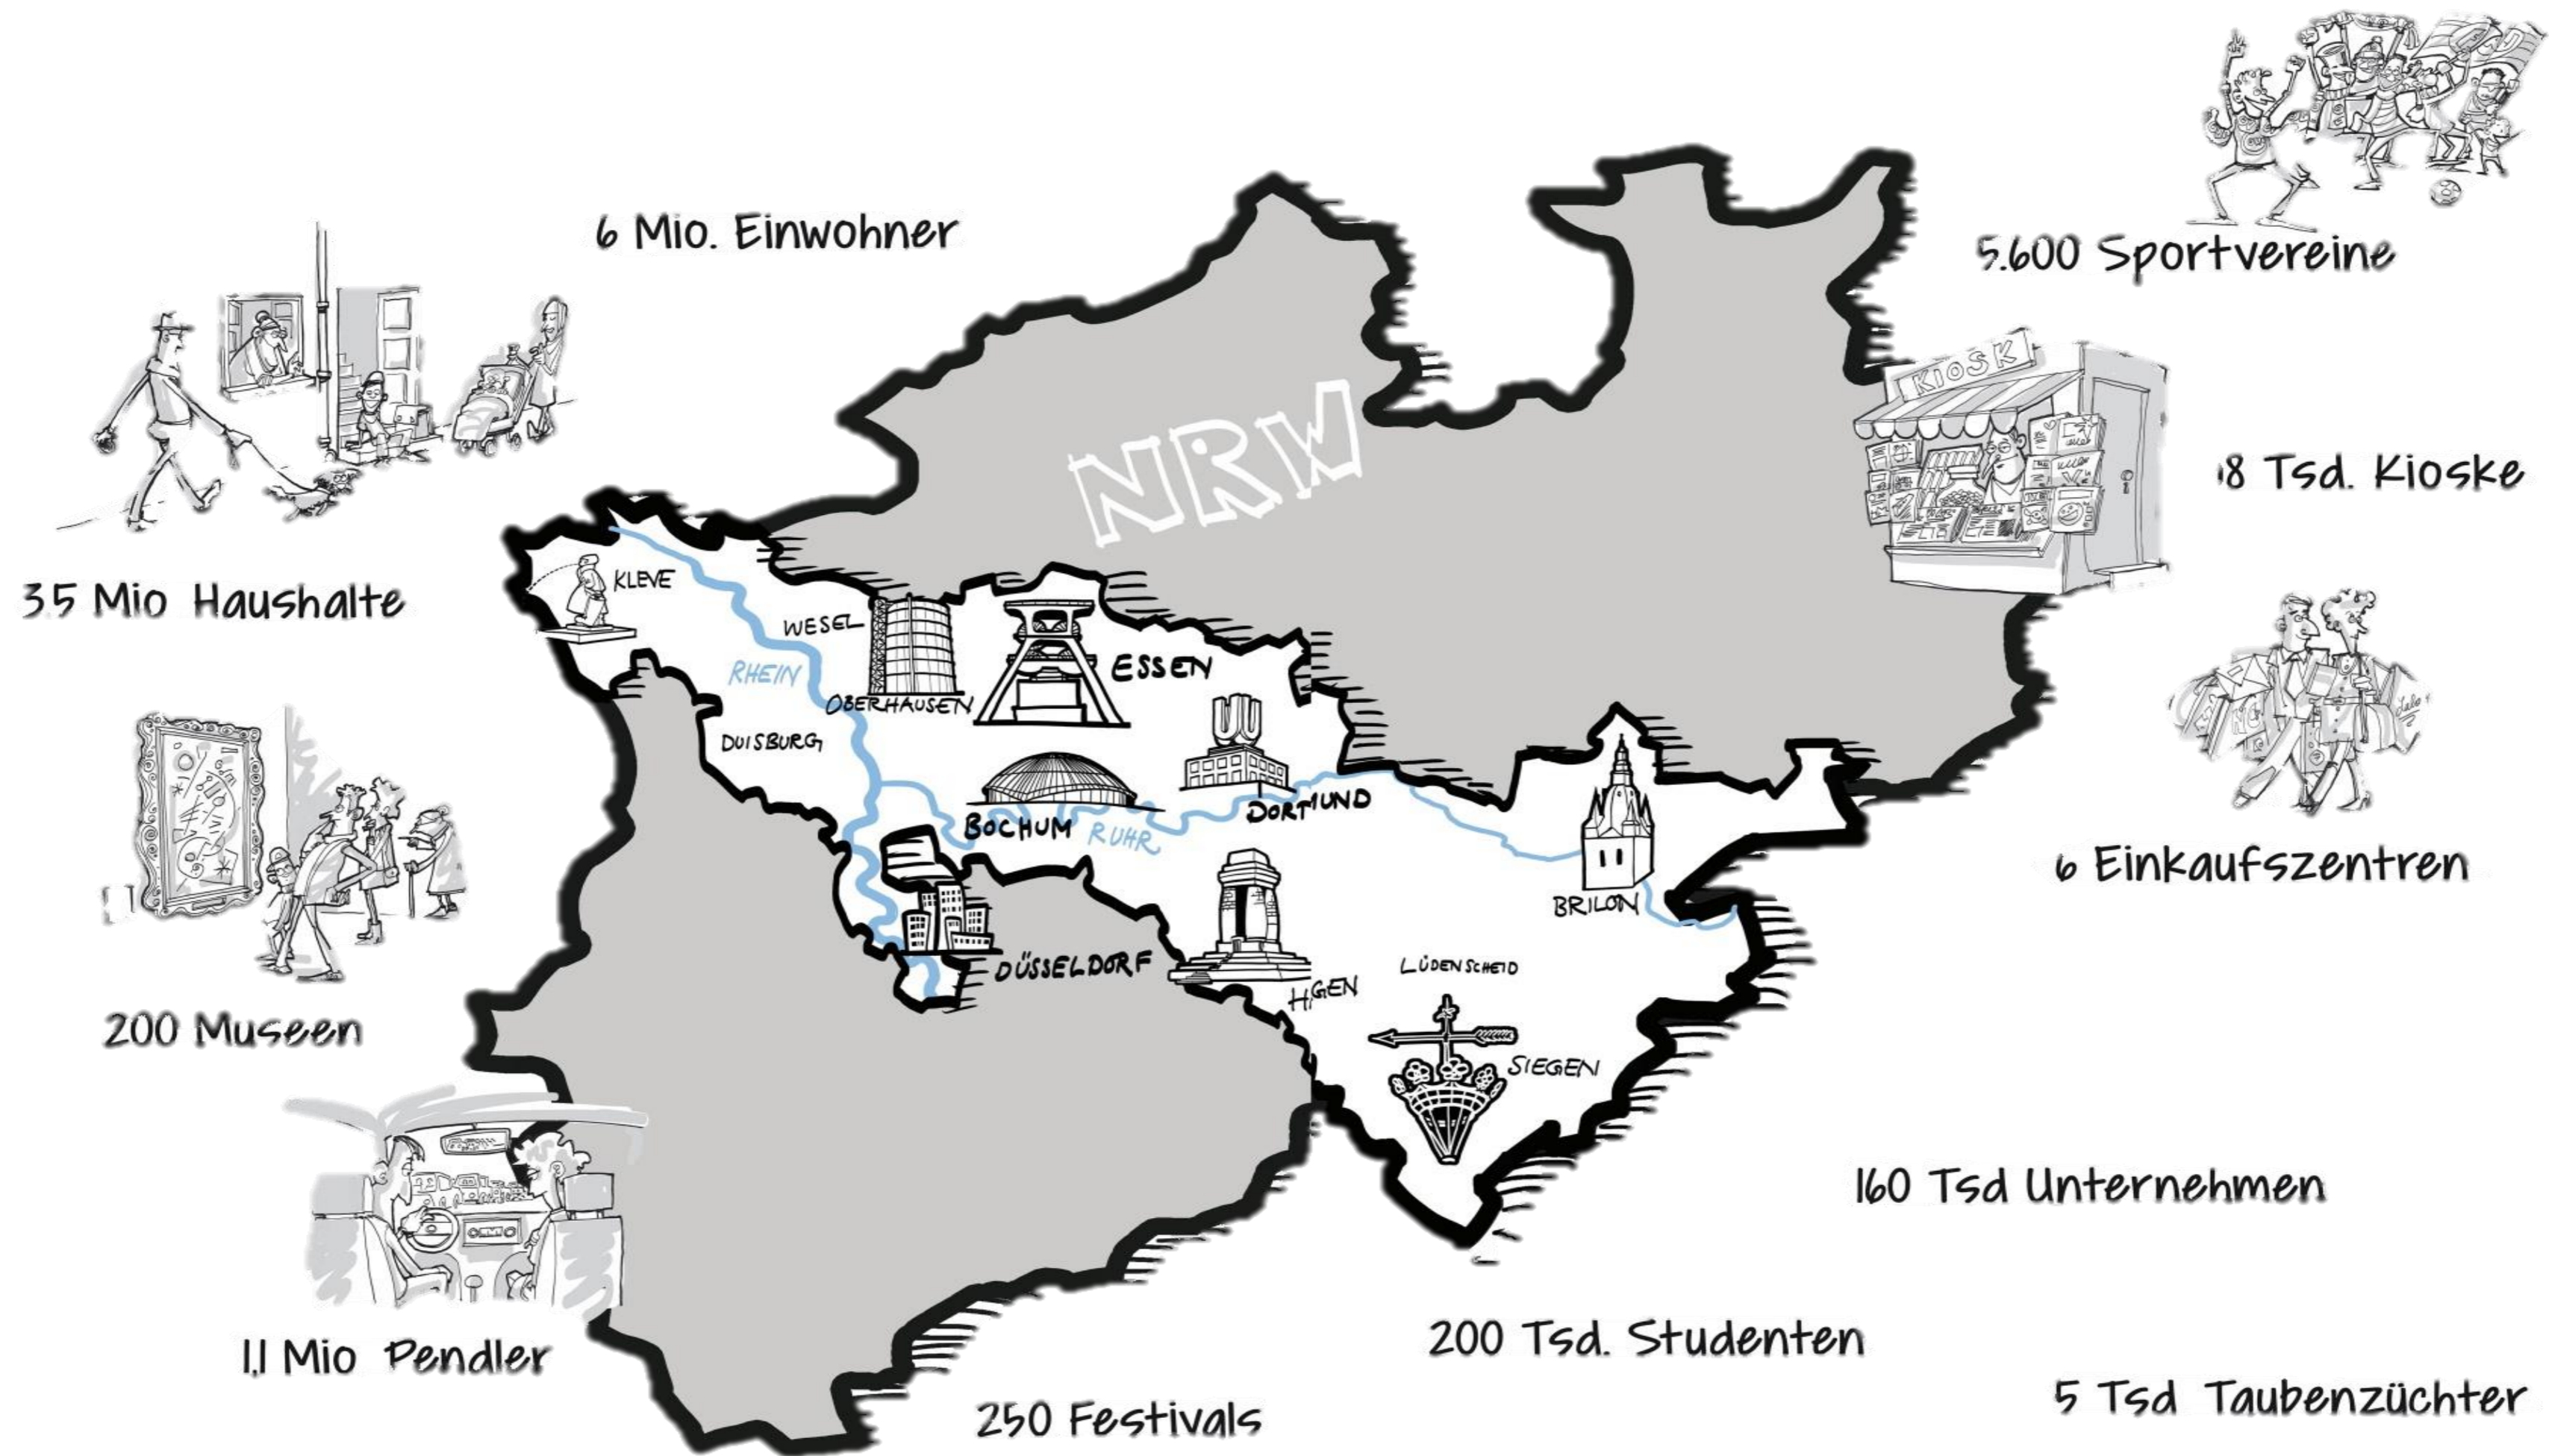 6 Mio. Einwohner
5.600 Sportvereine
KIOSK
NRW
18 Tsd. Kioske
3.5 Mio Haushalte
KLEVE
WESEL
RHEIN
ESSEN
OBERHAUSEN
DUISBURG
DORTMUND
BOCHUM
RUHR
6 Einkaufszentren
BRILON
DÜSSELDORF
LÜDENSCHEID
HAGEN
200 Museen
SIEGEN
160 Tsd Unternehmen
1,1 Mio Pendler
200 Tsd. Studenten
5 Tsd Taubenzüchter
250 Festivals